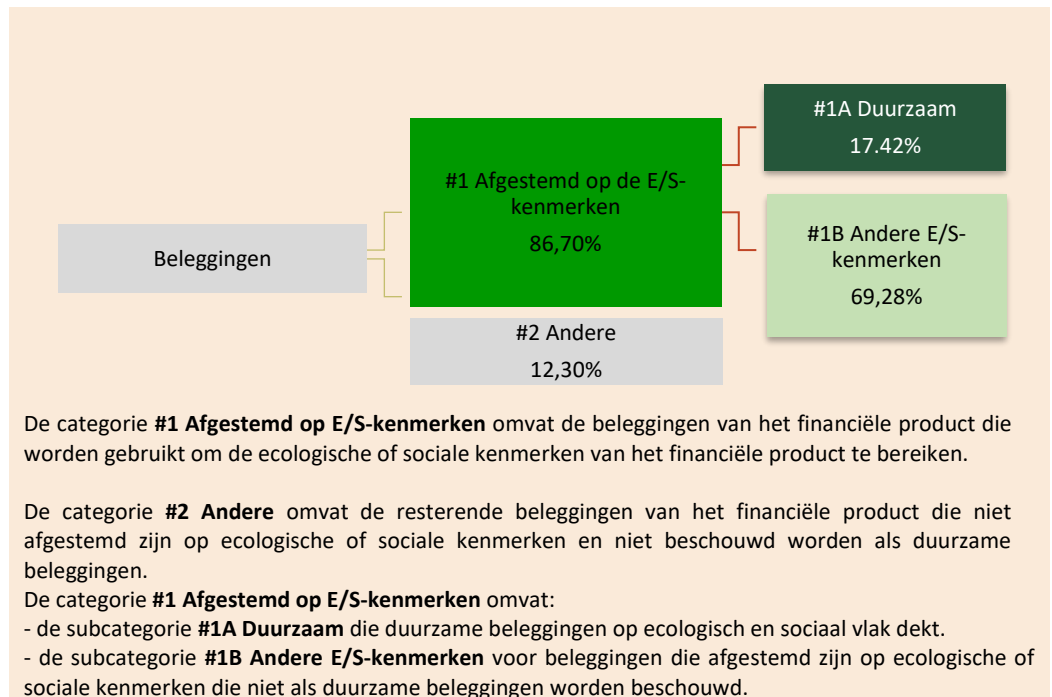 #1A Duurzaam
17.42%
#1 Afgestemd op de E/S-
kenmerken
86,70%
Beleggingen
#1B Andere E/S-
kenmerken
69,28%
#2 Andere
12,30%
De categorie #1 Afgestemd op E/S-kenmerken omvat de beleggingen van het financiële product die
worden gebruikt om de ecologische of sociale kenmerken van het financiële product te bereiken.
De categorie #2 Andere omvat de resterende beleggingen van het financiële product die niet
afgestemd zijn op ecologische of sociale kenmerken en niet beschouwd worden als duurzame
beleggingen.
De categorie #1 Afgestemd op E/S-kenmerken omvat:
- de subcategorie #1A Duurzaam die duurzame beleggingen op ecologisch en sociaal vlak dekt.
- de subcategorie #1B Andere E/S-kenmerken voor beleggingen die afgestemd zijn op ecologische of
sociale kenmerken die niet als duurzame beleggingen worden beschouwd.